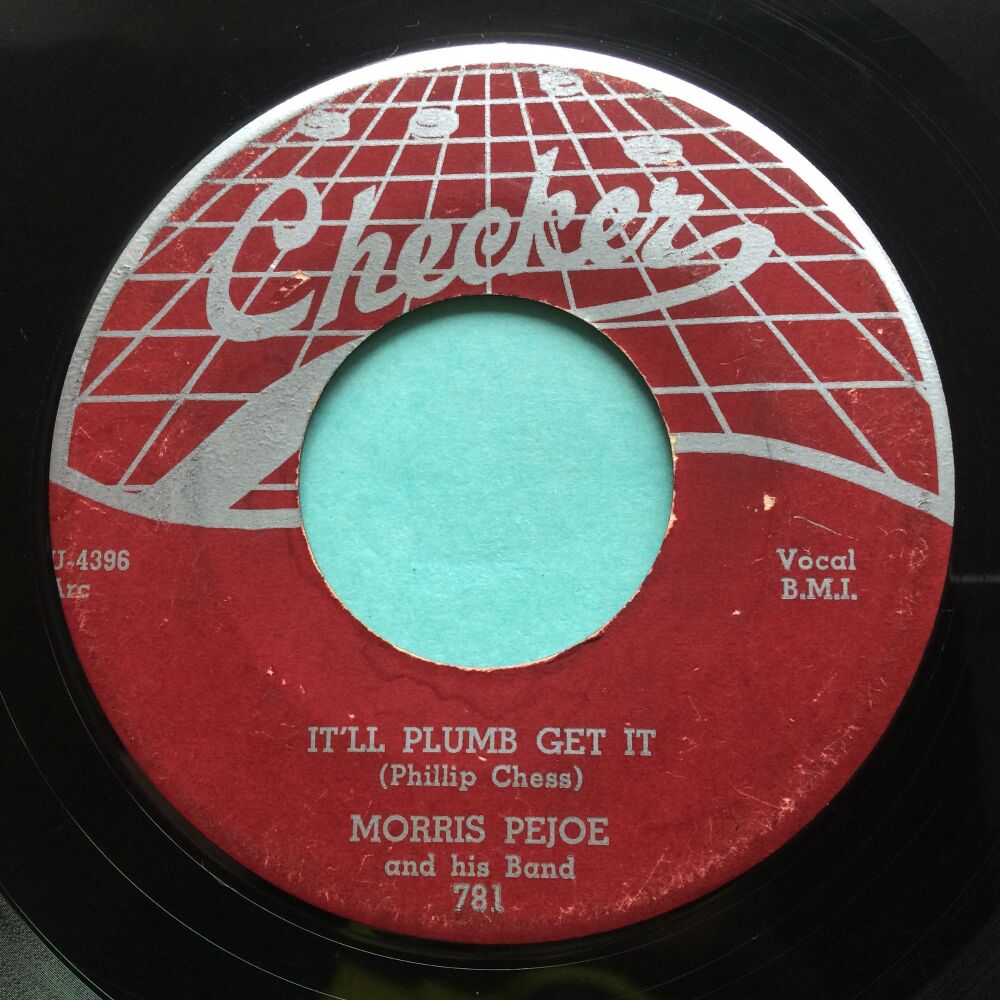 Checker
U-4396
Arc
Vocal
B.M.I.
IT'LL PLUMB GET IT
(Phillip Chess)
MORRIS PEJOE
and his Band
781